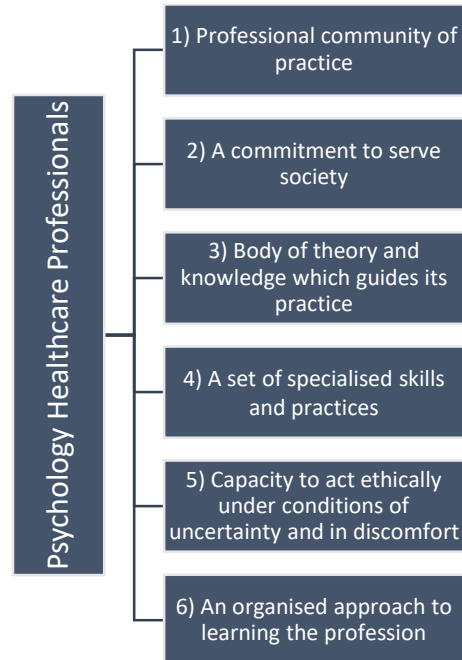 Psychology Healthcare Professionals
1) Professional community of
practice
2) A commitment to serve
society
3) Body of theory and
knowledge which guides its
practice
4) A set of specialised skills
and practices
5) Capacity to act ethically
under conditions of
uncertainty and in discomfort
6) An organised approach to
learning the profession